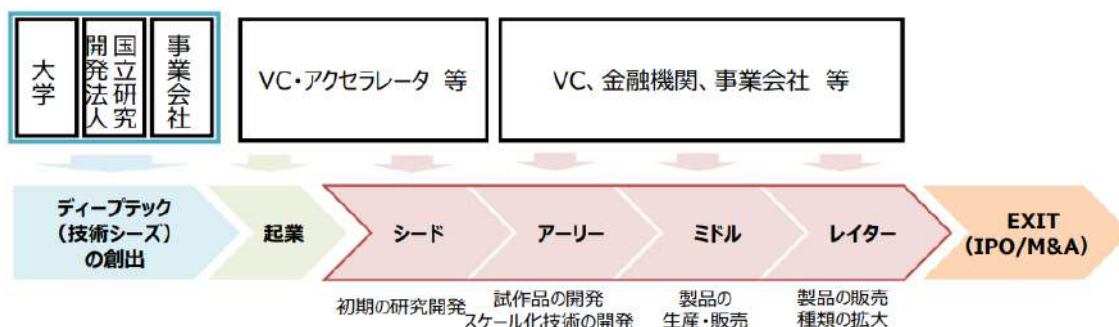 大学
国立研究
開発法人
事業会社
VC・アクセラレータ 等
VC、金融機関、事業会社 等
ディープテック
（技術シーズ）
の創出
起業
シード
アーリー
ミドル
レイター
EXIT
(IPO/M&A)
初期の研究開発
試作品の開発
スケール化技術の開発
製品の
生産・販売
製品の販売
種類の拡大